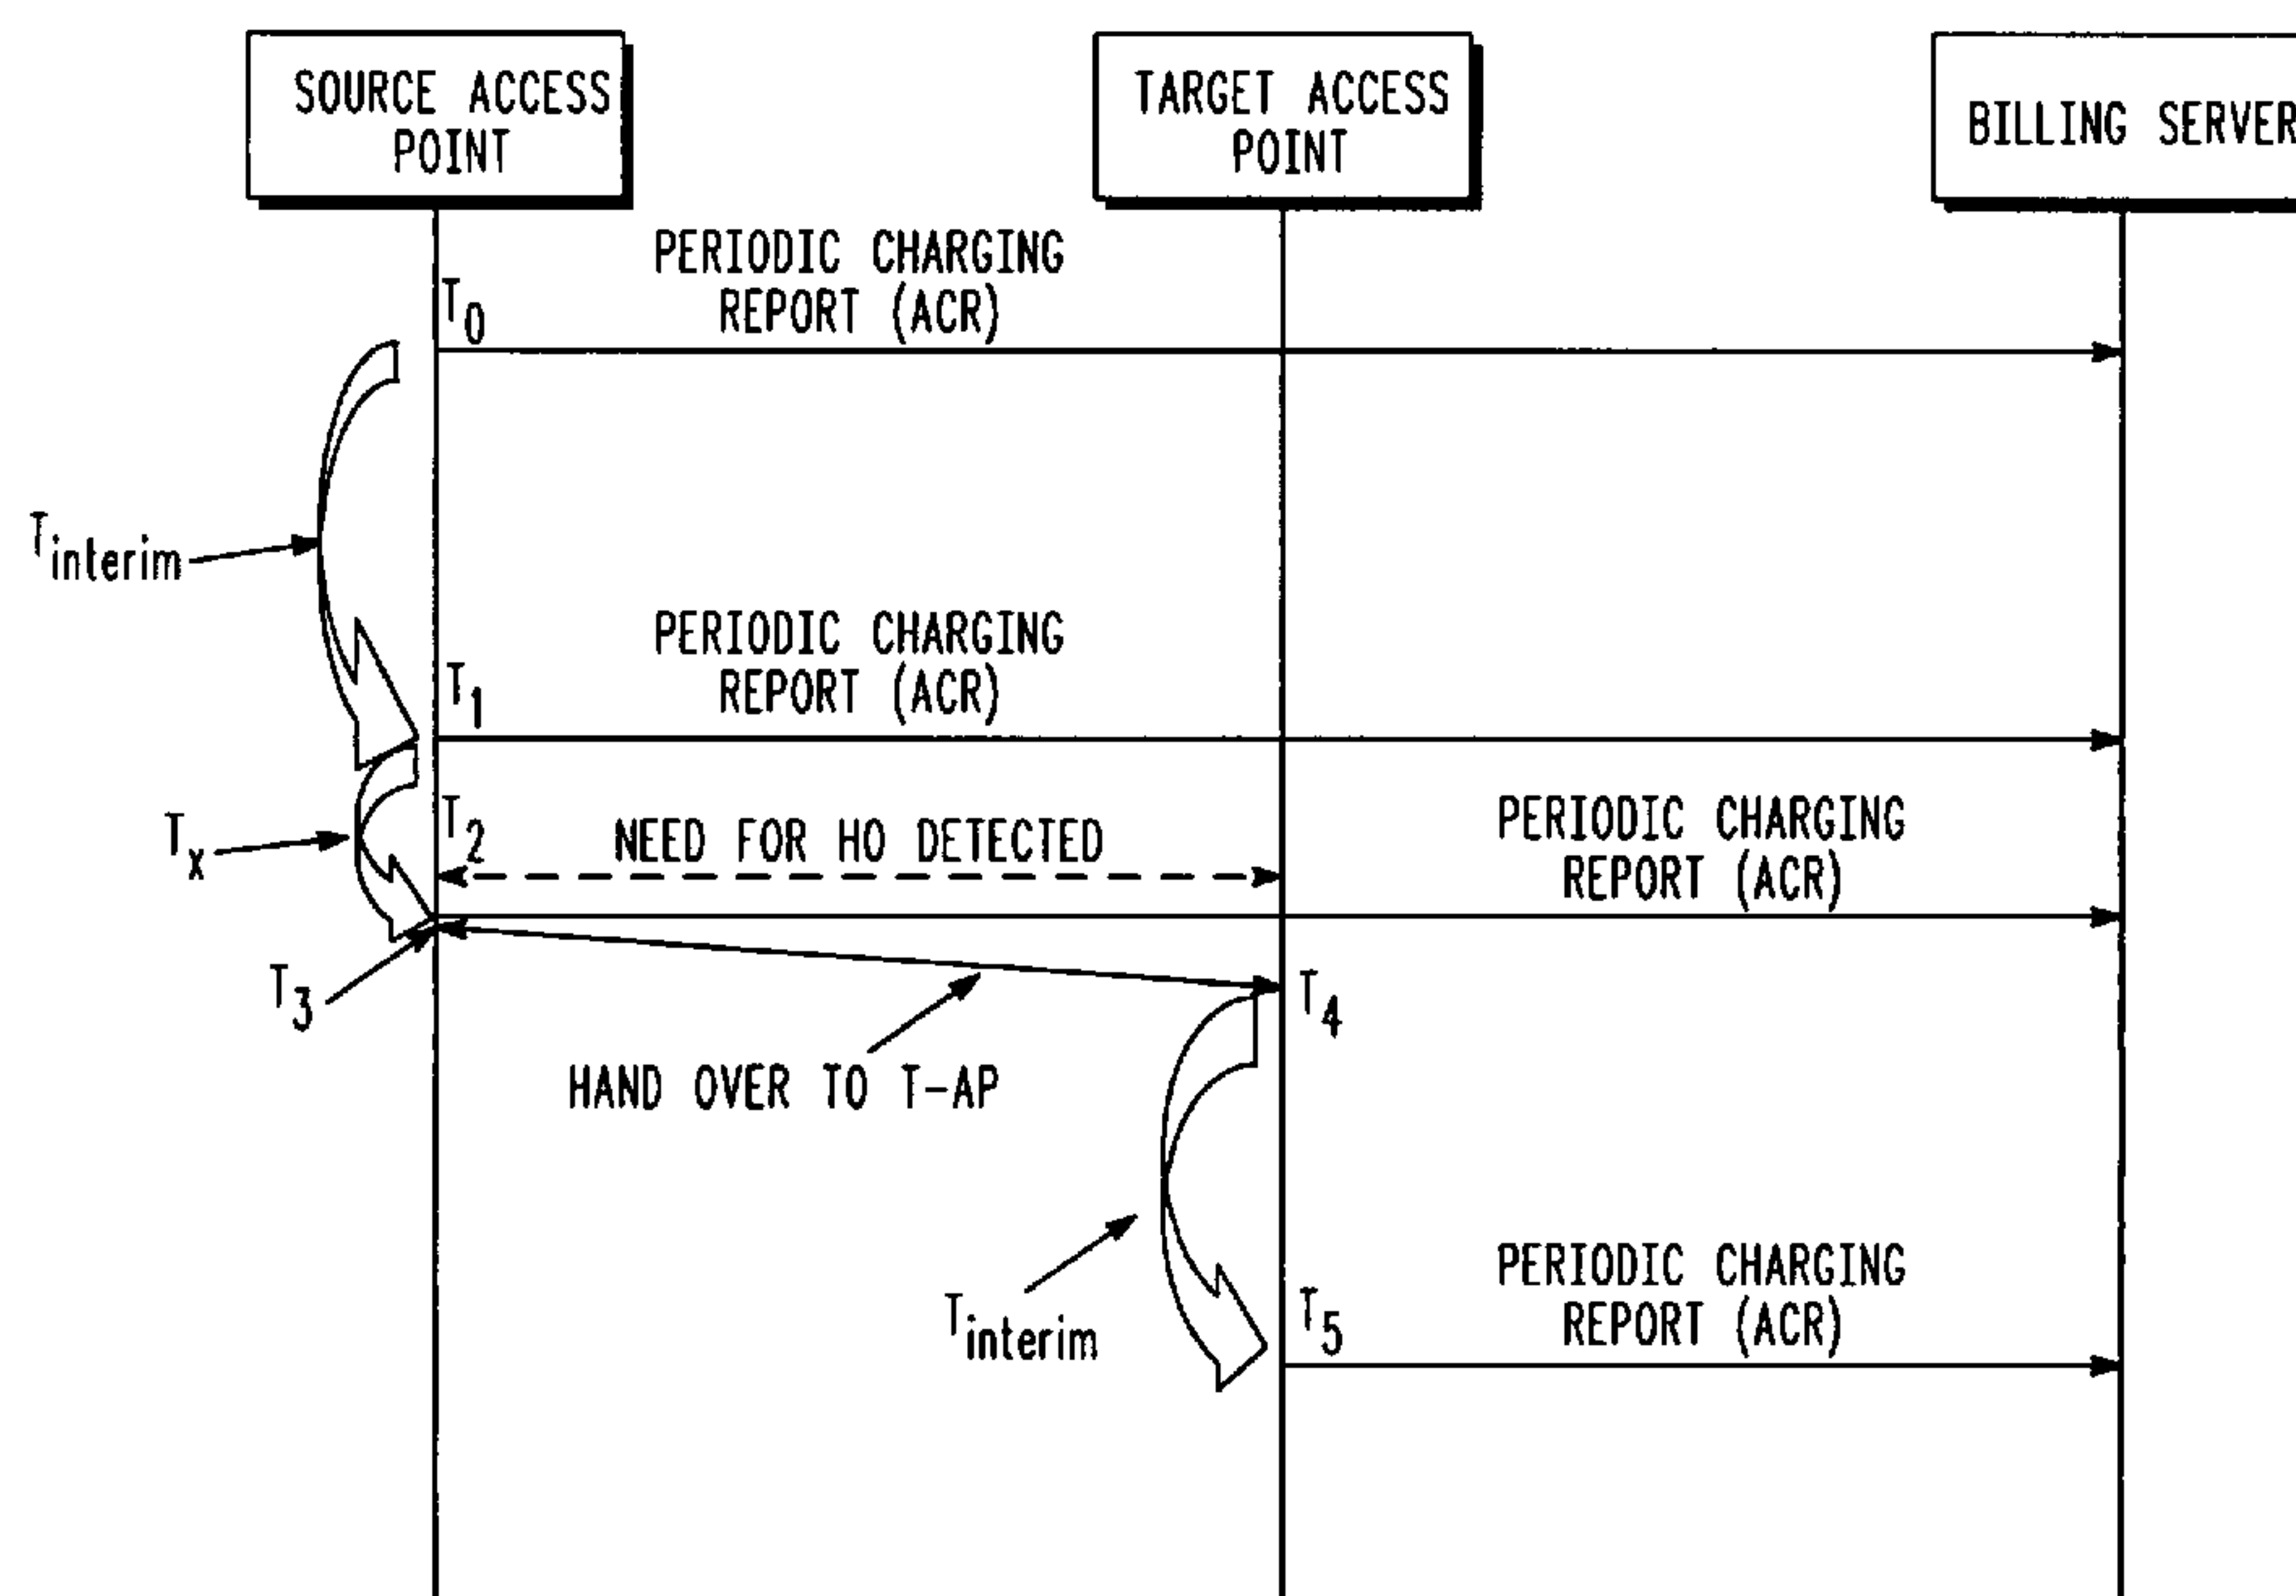 SOURCE ACCESS
POINT
TARGET ACCESS
POINT
BILLING SERVER
PERIODIC CHARGING
REPORT (ACR)
T0
Tinterim
PERIODIC CHARGING
REPORT (ACR)
T1
Tx
T2
NEED FOR HO DETECTED
PERIODIC CHARGING
REPORT (ACR)
T3
T4
HAND OVER TO T-AP
Tinterim
T5
PERIODIC CHARGING
REPORT (ACR)